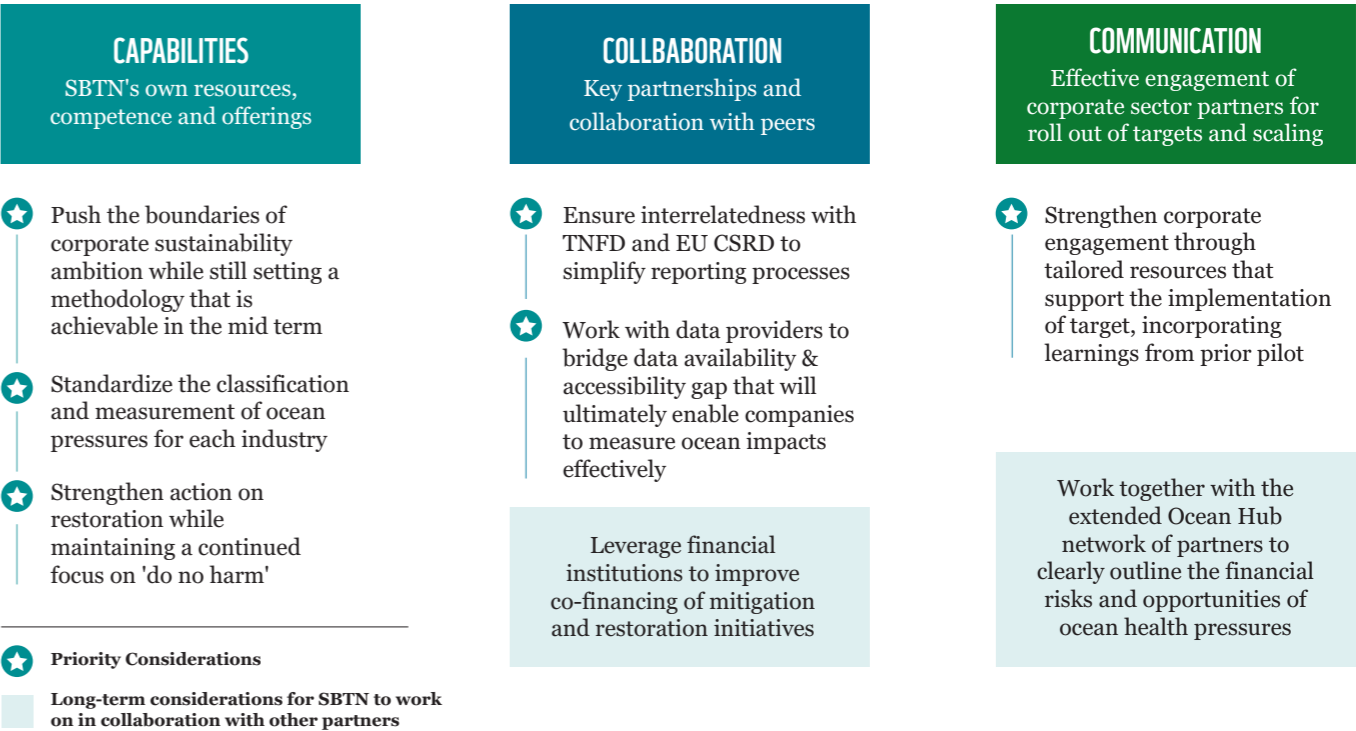 CAPABILITIES
SBTN's own resources,
competence and offerings
Push the boundaries of
corporate sustainability
ambition while still setting a
methodology that is
achievable in the mid term
Standardize the classification
and measurement of ocean
pressures for each industry
Strengthen action on
restoration while
maintaining a continued
focus on 'do no harm'
COLLBABORATION
Key partnerships and
collaboration with peers
Ensure interrelatedness with
TNFD and EU CSRD to
simplify reporting processes
Work with data providers to
bridge data availability &
accessibility gap that will
ultimately enable companies
to measure ocean impacts
effectively
Leverage financial
institutions to improve
co-financing of mitigation
and restoration initiatives
COMMUNICATION
Effective engagement of
corporate sector partners for
roll out of targets and scaling
Strengthen corporate
engagement through
tailored resources that
support the implementation
of target, incorporating
learnings from prior pilot
Work together with the
extended Ocean Hub
network of partners to
clearly outline the financial
risks and opportunities of
ocean health pressures
Priority Considerations
Long-term considerations for SBTN to work
on in collaboration with other partners